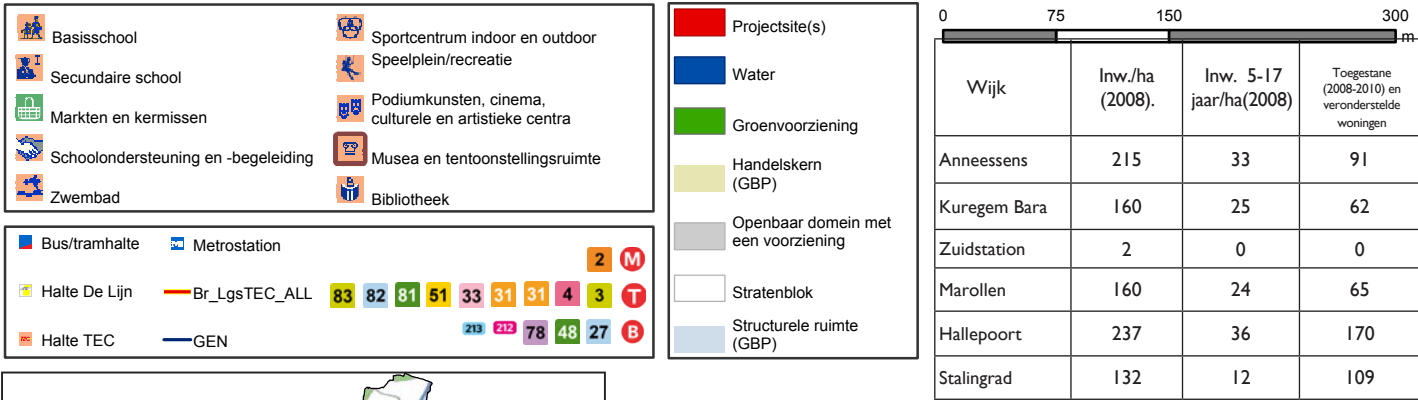 Basisschool
Secundaire school
Markten en kermissen
Schoolondersteuning en -begeleiding
Zwembad
Sportcentrum indoor en outdoor
Speelplein/recreatie
Podiumkunsten, cinema,
culturele en artistieke centra
Musea en tentoonstellingsruimte
Bibliotheek
Bus/tramhalte
Metrostation
2 M
Halte De Lijn
Br_LgsTEC_ALL
83 82 81 51 33 31 31 4 3 T
Halte TEC
GEN
213 212 78 48 27 B
Projectsite(s)
Water
Groenvoorziening
Handelskern
(GBP)
Openbaar domein met
een voorziening
Stratenblok
Structurele ruimte
(GBP)
0 75 150 300
m
Wijk
Inw./ha
(2008).
Inw. 5-17
jaar/ha(2008)
Toegestane
(2008-2010) en
veronderstelde
woningen
Anneessens 215 33 91
Kuregem Bara 160 25 62
Zuidstation 2 0 0
Marollen 160 24 65
Hallepoort 237 36 170
Stalingrad 132 12 109